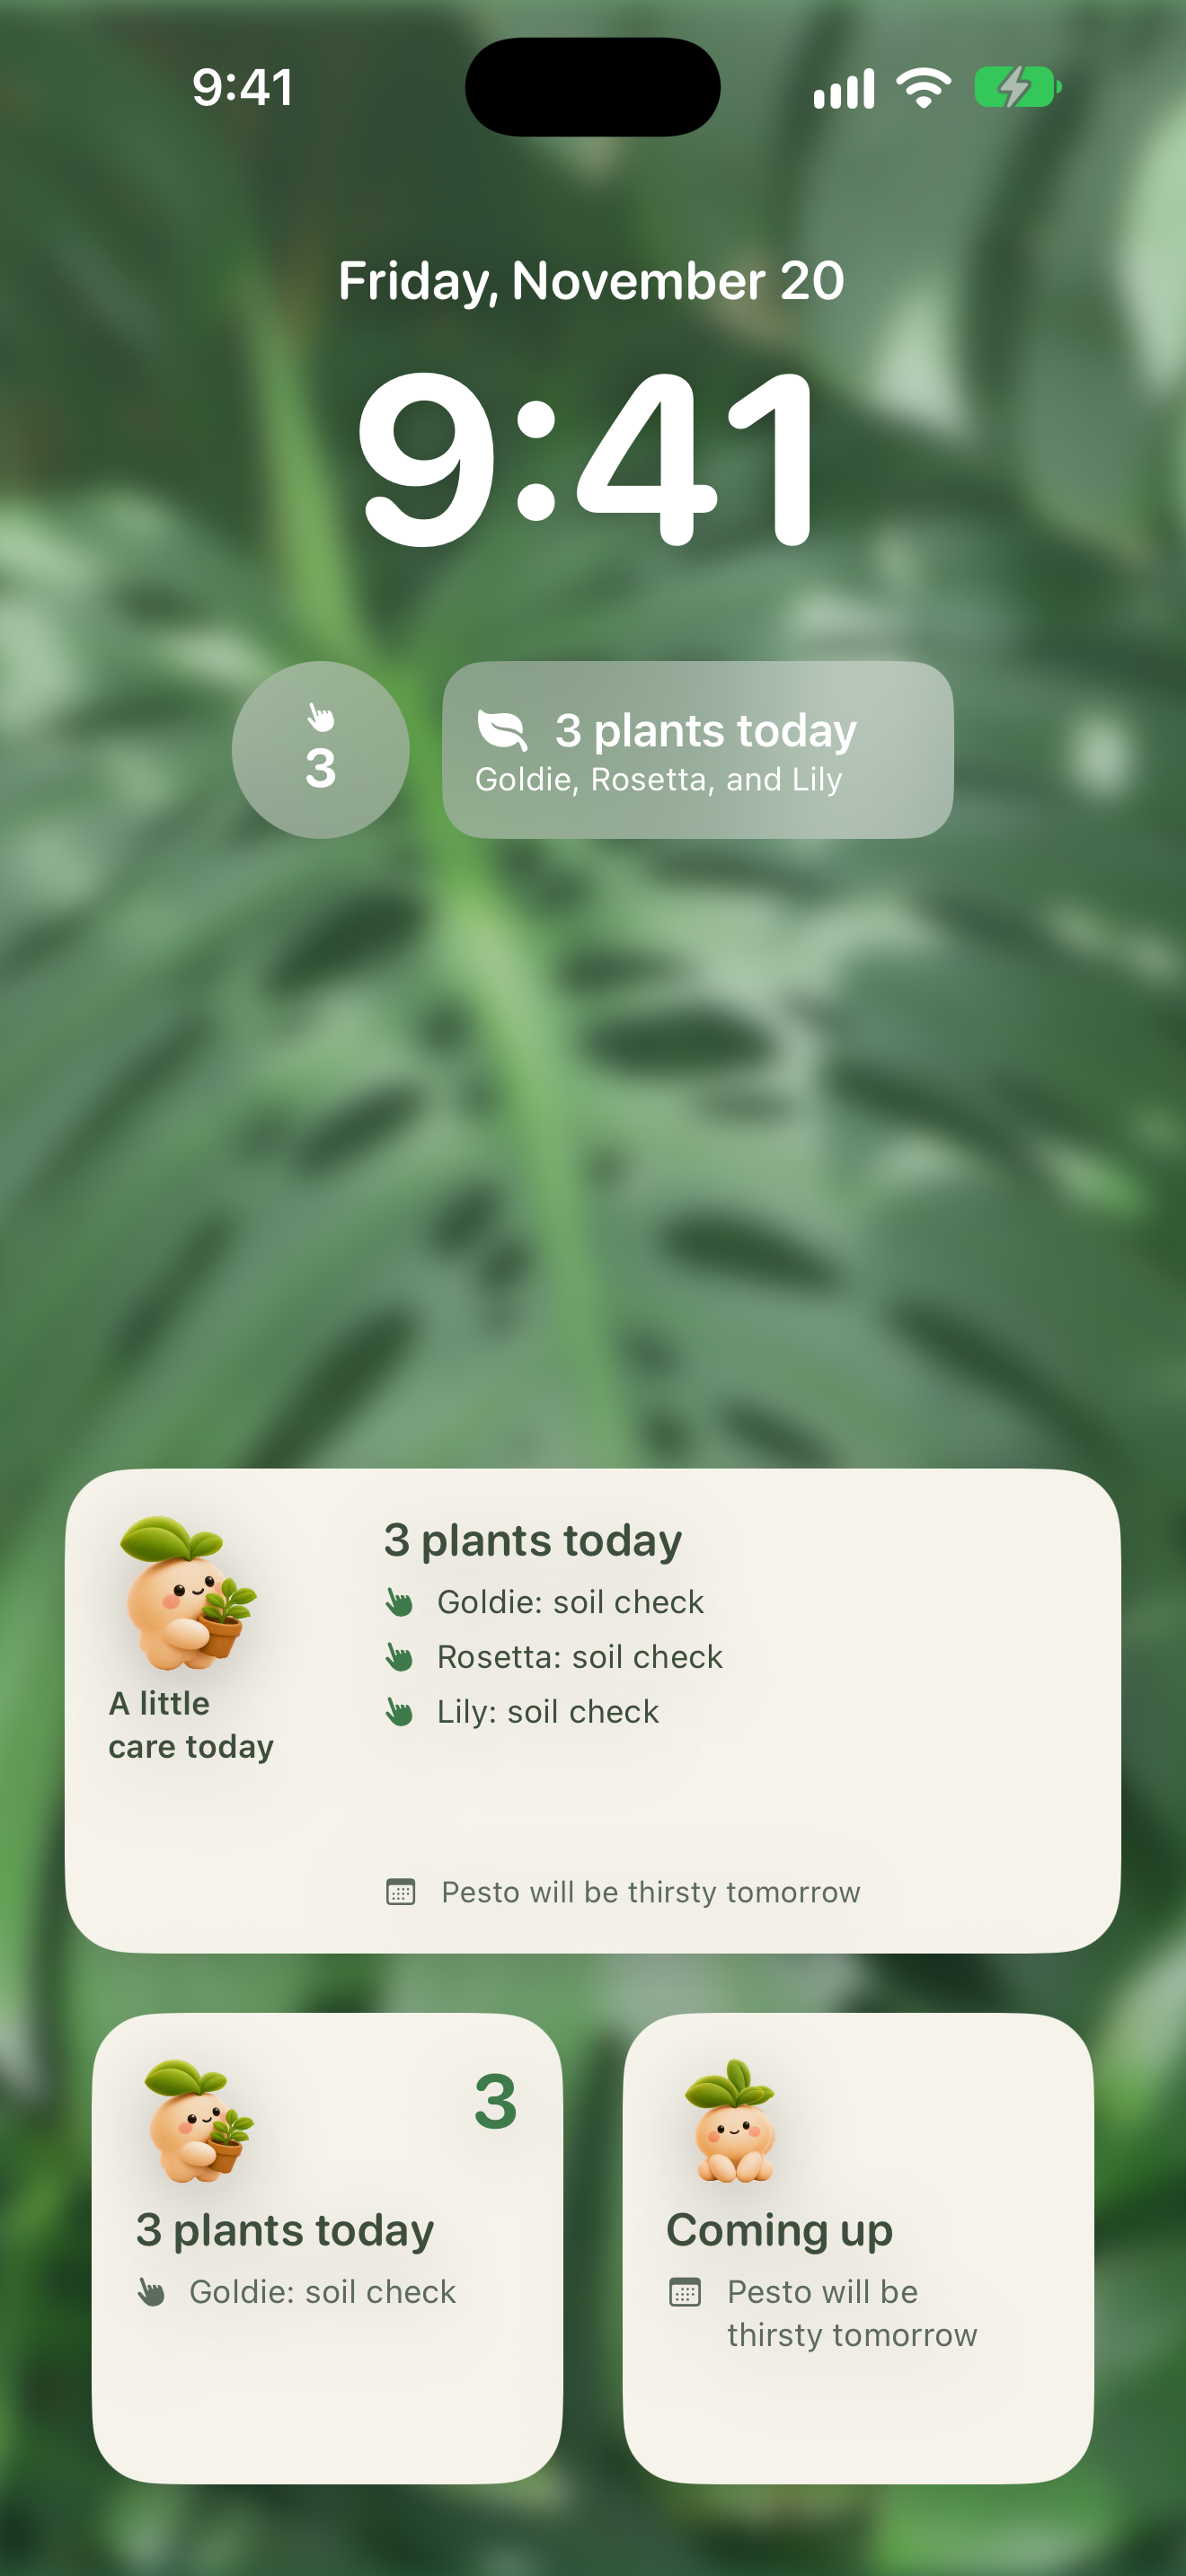 9:41
Friday, November 20
9:41
3
3 plants today
Goldie, Rosetta, and Lily
3 plants today
Goldie: soil check
Rosetta: soil check
Lily: soil check
A little
care today
Pesto will be thirsty tomorrow
3
3 plants today
Goldie: soil check
Coming up
Pesto will be
thirsty tomorrow